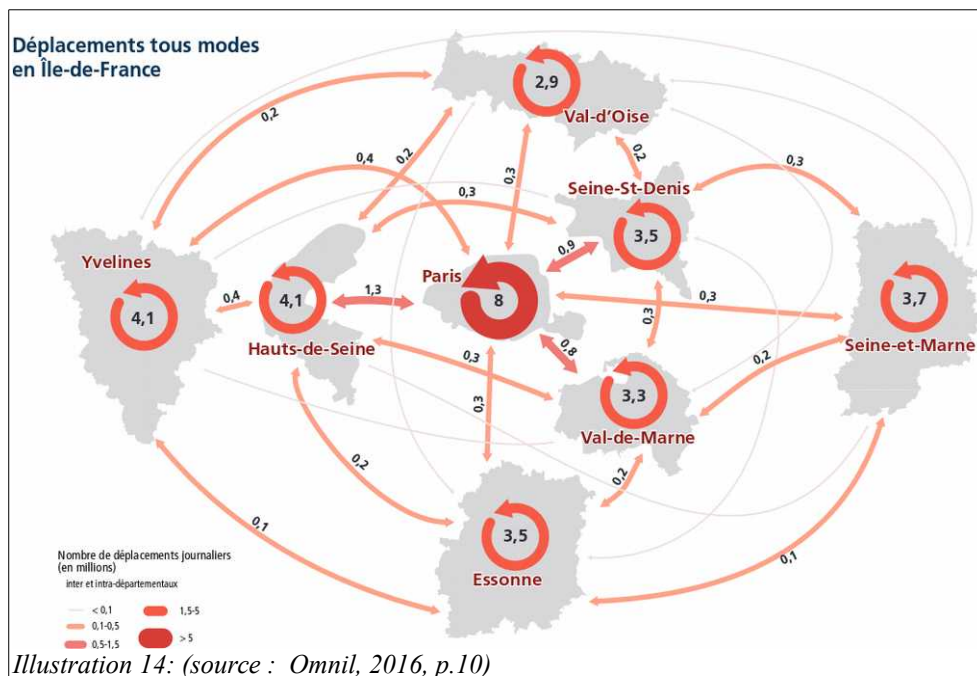 Déplacements tous modes
en Île-de-France
2,9
Val-d'Oise
0,2
0,2
0,4
0,3
0,3
0,2
0,3
Seine-St-Denis
3,5
Yvelines
4,1
0,4
4,1
Hauts-de-Seine
1,3
Paris
8
0,9
0,3
3,7
Seine-et-Marne
0,3
0,8
0,3
0,2
3,3
Val-de-Marne
0,3
0,2
0,2
0,1
3,5
Essonne
0,1
Nombre de déplacements journaliers
(en millions)
inter et intra-départementaux
< 0,1
0,1-0,5
0,5-1,5
1,5-5
> 5
Illustration 14: (source : Omnil, 2016, p.10)